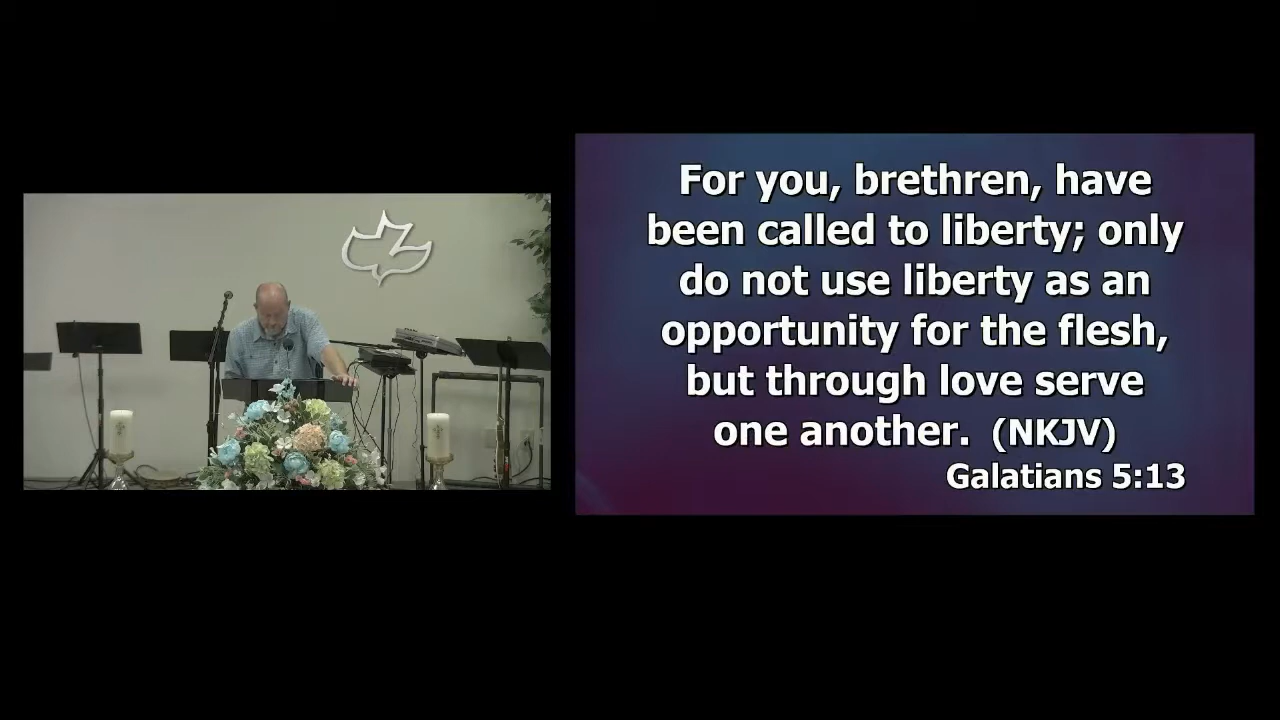 For you, brethren, have
been called to liberty; only
do not use liberty as an
opportunity for the flesh,
but through love serve
one another. (NKJV)
Galatians 5:13